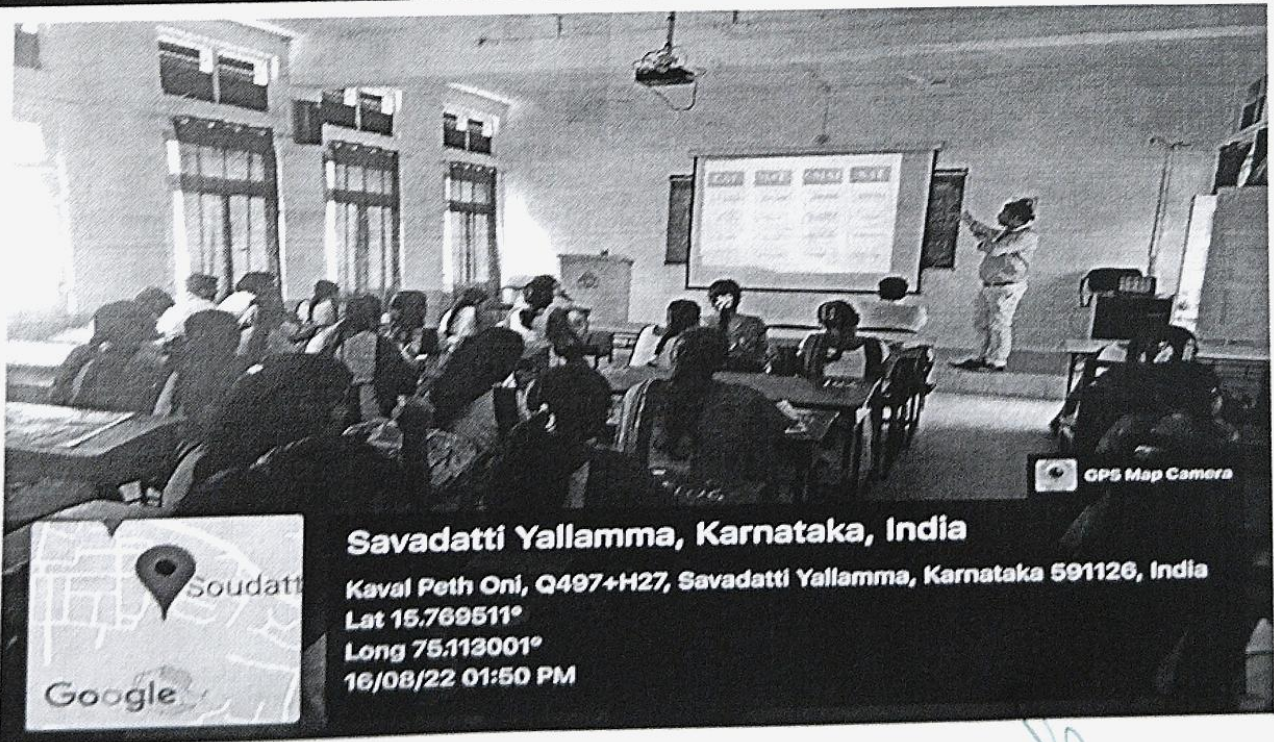 GPS Map Camera
Savadatti Yallamma, Karnataka, India
Kaval Peth Oni, Q497+H27, Savadatti Yallamma, Karnataka 591126, India
Lat 15.769511°
Long 75.113001°
16/08/22 01:50 PM
Soudatt
Google